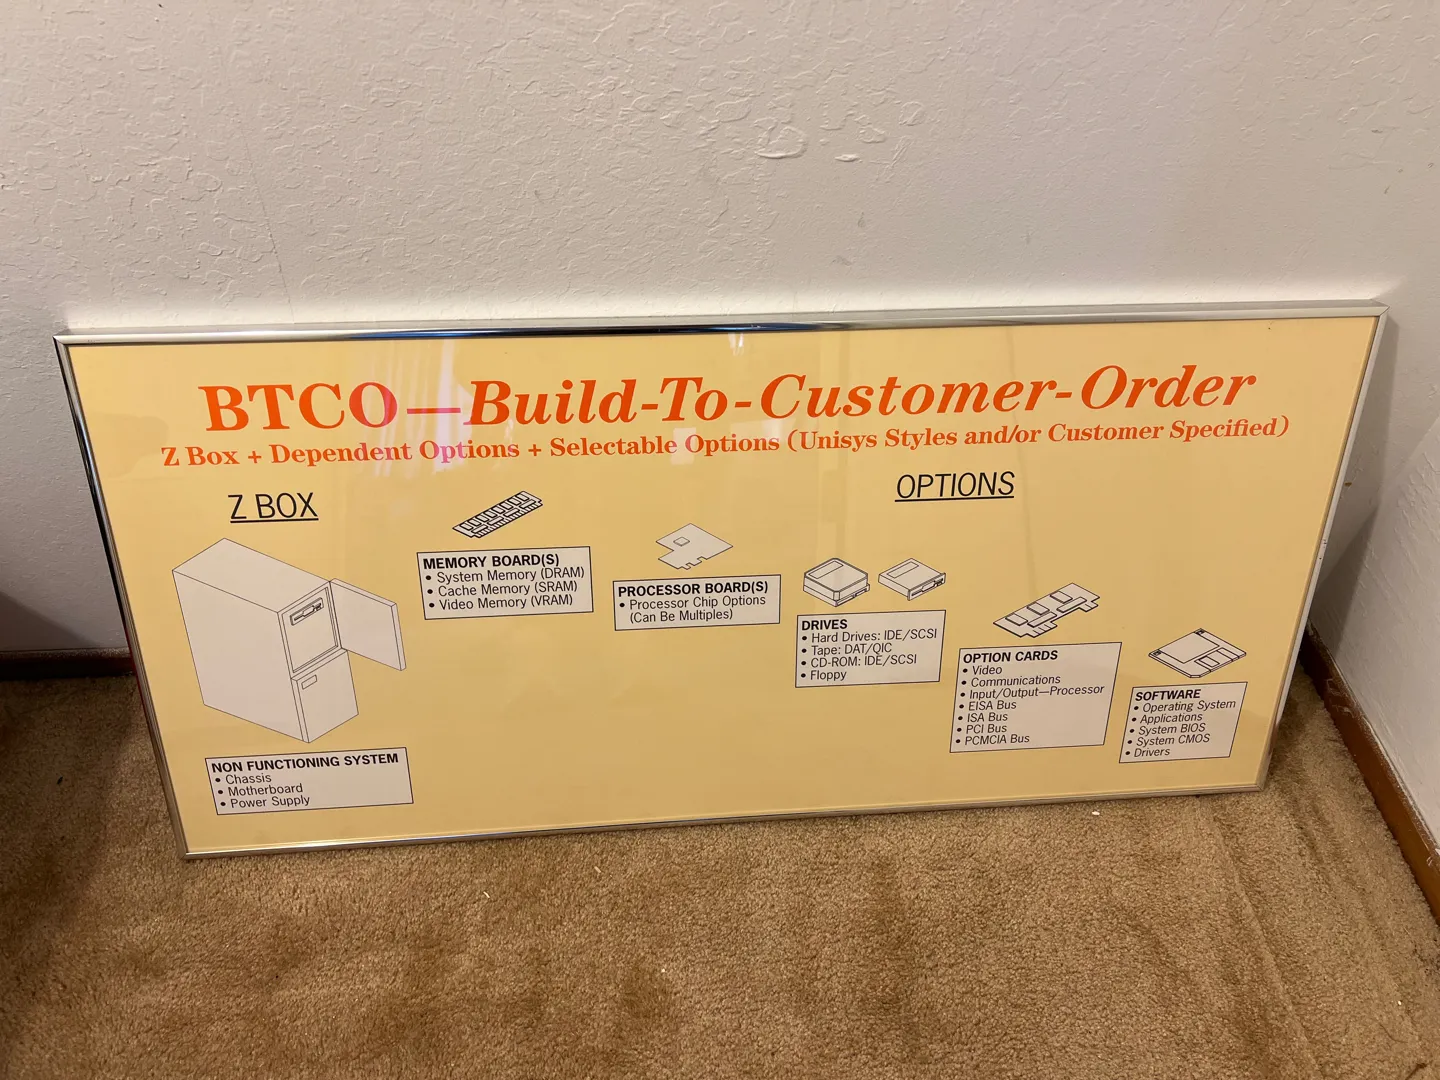 BTCO—Build-To-Customer-Order
Z Box + Dependent Options + Selectable Options (Unisys Styles and/or Customer Specified)
Z BOX
NON FUNCTIONING SYSTEM
• Chassis
• Motherboard
• Power Supply
OPTIONS
MEMORY BOARD(S)
• System Memory (DRAM)
• Cache Memory (SRAM)
• Video Memory (VRAM)
PROCESSOR BOARD(S)
• Processor Chip Options
(Can Be Multiples)
DRIVES
• Hard Drives: IDE/SCSI
• Tape: DAT/QIC
• CD-ROM: IDE/SCSI
• Floppy
OPTION CARDS
• Video
• Communications
• Input/Output—Processor
• EISA Bus
• ISA Bus
• PCI Bus
• PCMCIA Bus
SOFTWARE
• Operating System
• Applications
• System BIOS
• System CMOS
• Drivers